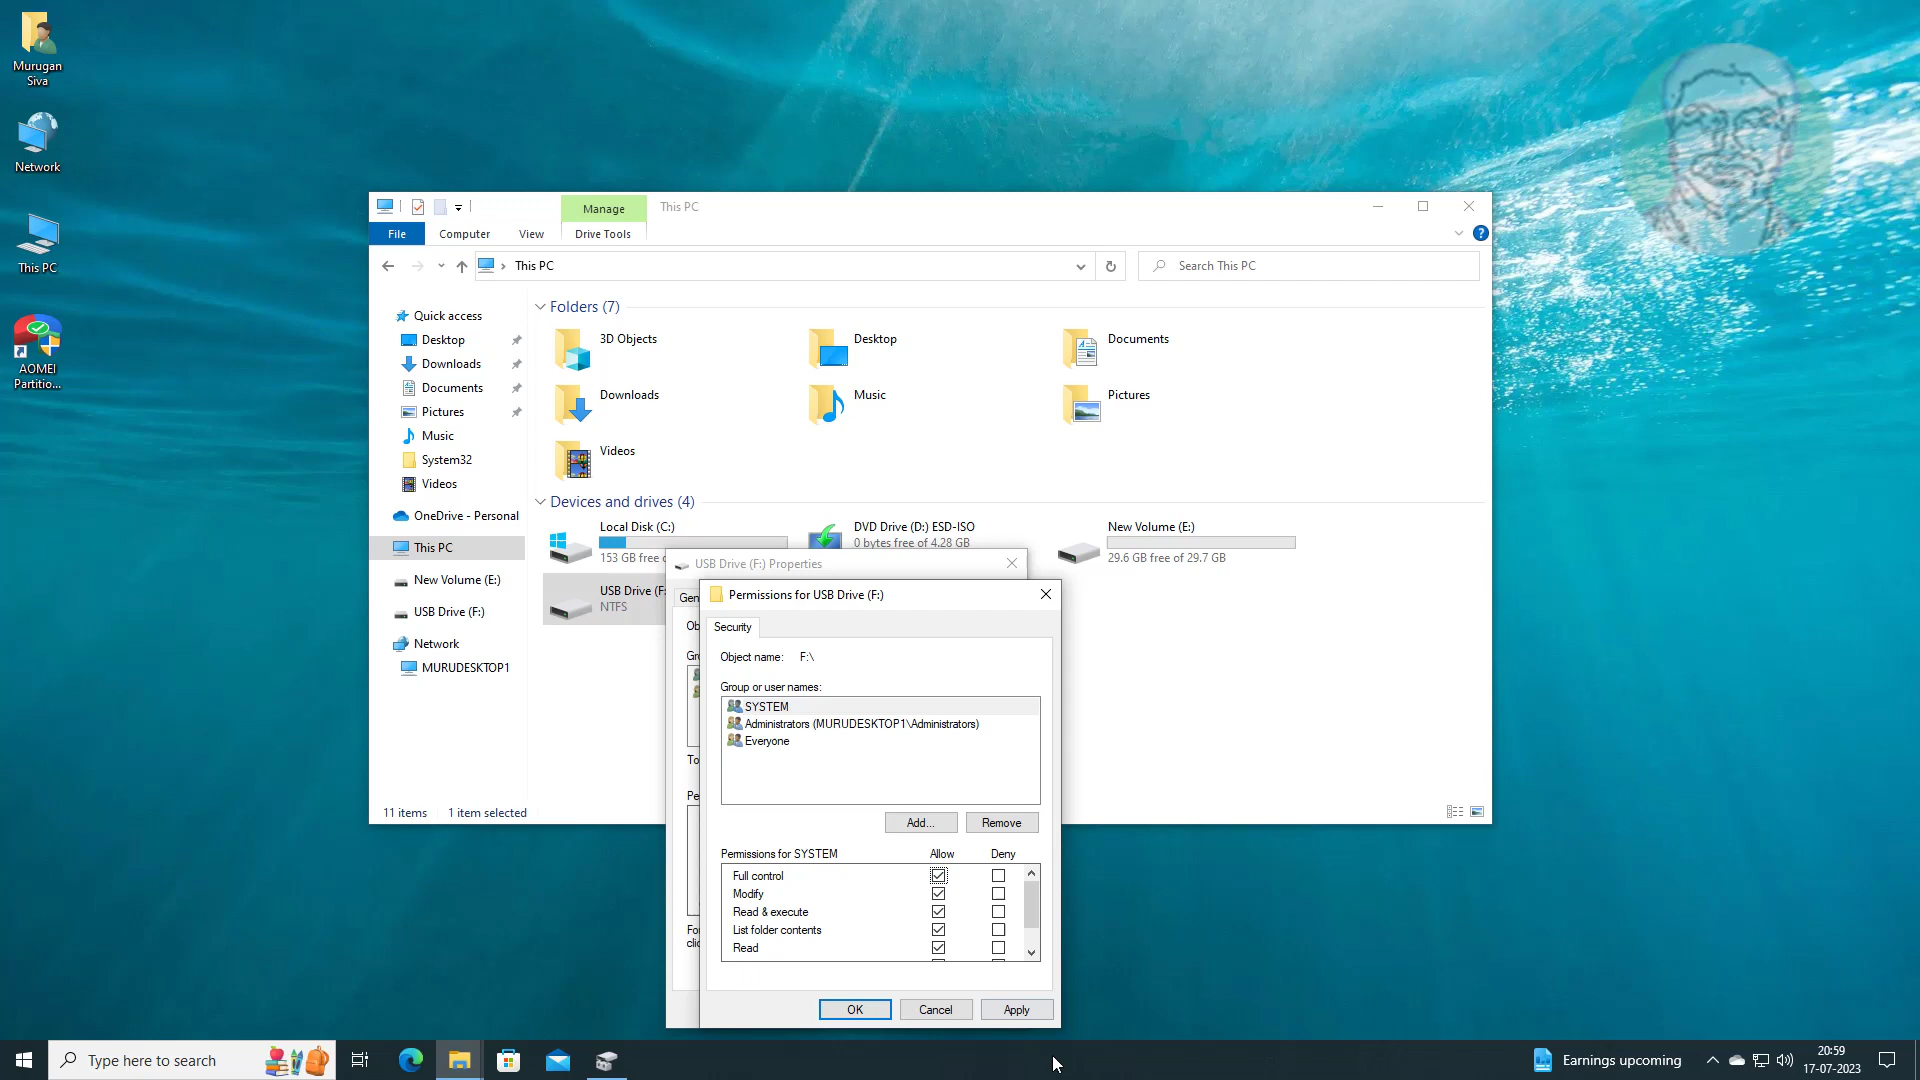 Murugan
Siva
Network
This PC
AOMEI
Partitio...
Manage
This PC
File
Computer
View
Drive Tools
This PC
Search This PC
Quick access
Desktop
Downloads
Documents
Pictures
Music
System32
Videos
OneDrive - Personal
This PC
New Volume (E:)
USB Drive (F:)
Network
MURUDESKTOP1
Folders (7)
3D Objects
Desktop
Documents
Downloads
Music
Pictures
Videos
Devices and drives (4)
Local Disk (C:)
153 GB free o
DVD Drive (D:) ESD-ISO
0 bytes free of 4.28 GB
New Volume (E:)
29.6 GB free of 29.7 GB
USB Drive (F:
NTFS
11 items
1 item selected
USB Drive (F:) Properties
Gen
Ob
Gr
To
Pe
For
clic
Permissions for USB Drive (F:)
Security
Object name: F:\
Group or user names:
SYSTEM
Administrators (MURUDESKTOP1\Administrators)
Everyone
Add...
Remove
Permissions for SYSTEM
Allow
Deny
Full control
Modify
Read & execute
List folder contents
Read
OK
Cancel
Apply
Type here to search
Earnings upcoming
20:59
17-07-2023